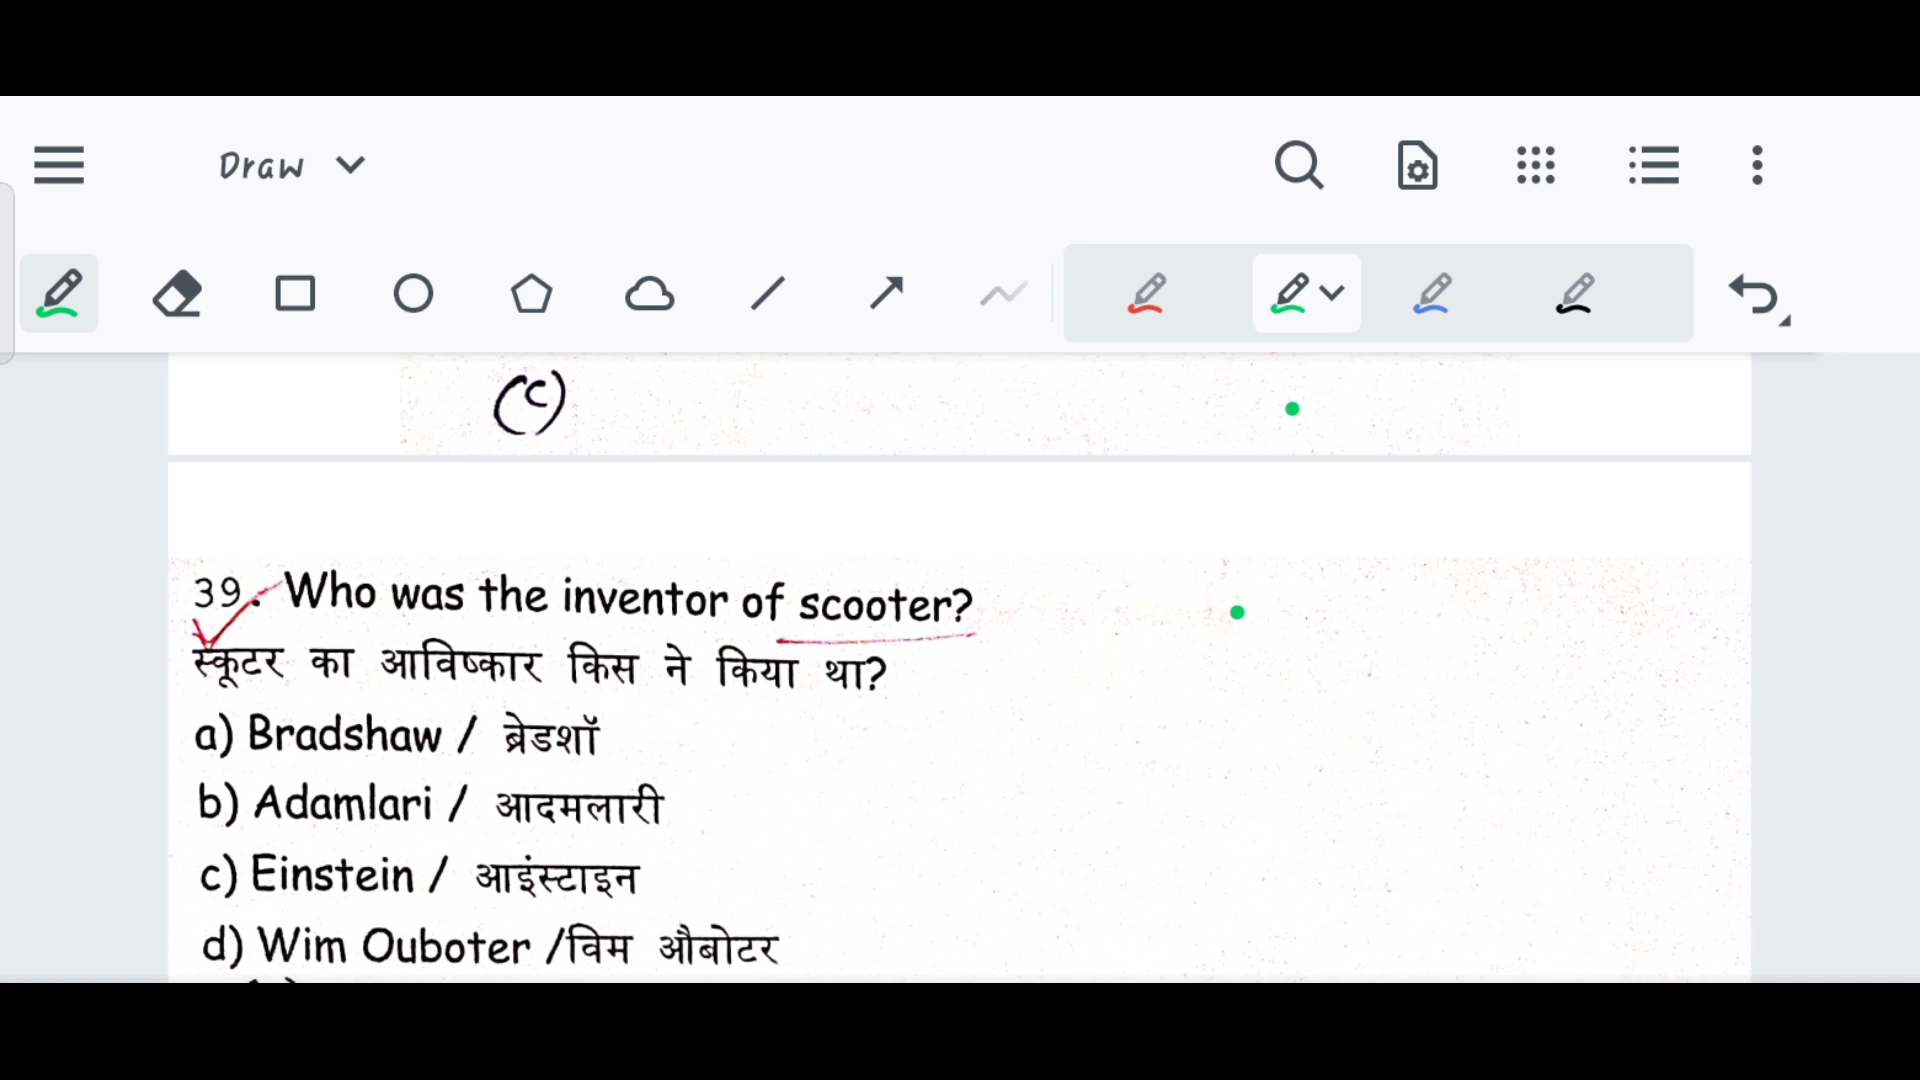 Draw
(c)
39. Who was the inventor of scooter?
स्कूटर का आविष्कार किस ने किया था?
a) Bradshaw / ब्रेडशॉ
b) Adamlari / आदमलारी
c) Einstein / आइंस्टाइन
d) Wim Ouboter /विम औबोटर